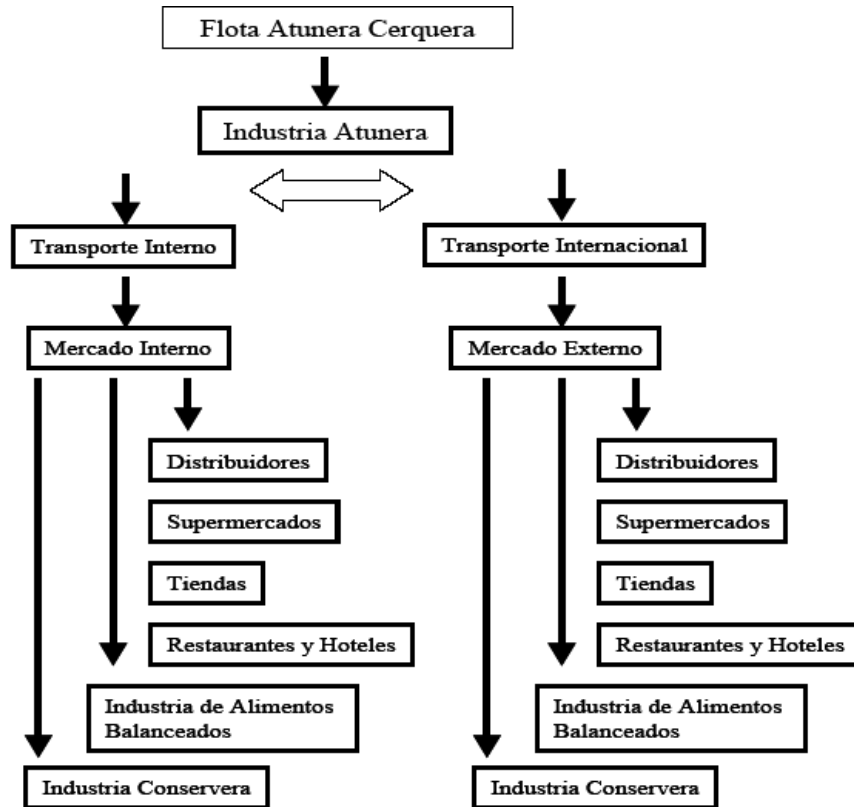 Flota Atunera Cerquera
Industria Atunera
Transporte Interno
Transporte Internacional
Mercado Interno
Mercado Externo
Distribuidores
Distribuidores
Supermercados
Supermercados
Tiendas
Tiendas
Restaurantes y Hoteles
Restaurantes y Hoteles
Industria de Alimentos
Balanceados
Industria de Alimentos
Balanceados
Industria Conservera
Industria Conservera